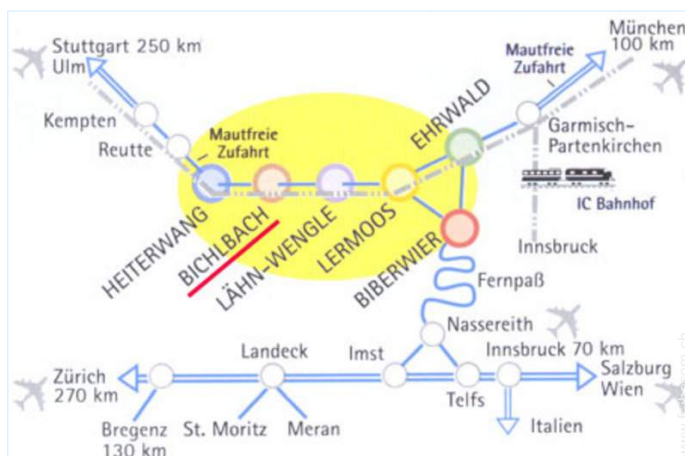 Stuttgart 250 km
Ulm
München
100 km
Mautfreie
Zufahrt
Kempten
Reutte
Mautfreie
Zufahrt
EHRWALD
Garmisch-
Partenkirchen
IC Bahnhof
Innsbruck
HEITERWANG
BICHLBACH
LÄHN-WENGLE
LERMOOS
BIBERWIER
Fernpaß
Nassereith
Landeck
Imst
Innsbruck 70 km
Zürich
270 km
Salzburg
Wien
Telfs
Bregenz
130 km
St. Moritz
Meran
Italien